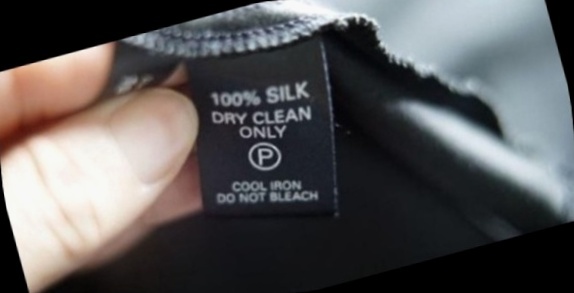 100% SILK
DRY CLEAN
ONLY
P
COOL IRON
DO NOT BLEACH